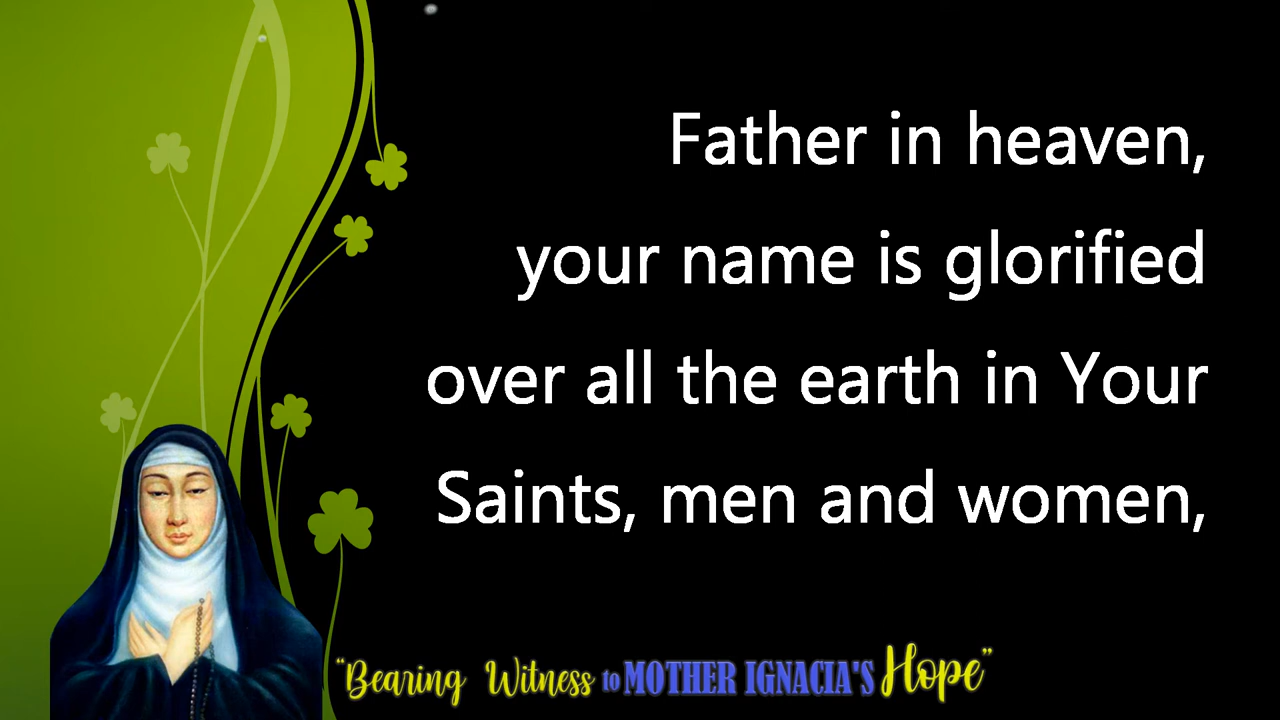 Father in heaven,
your name is glorified
over all the earth in Your
Saints, men and women,
"Bearing Witness to MOTHER IGNACIA'S Hope"